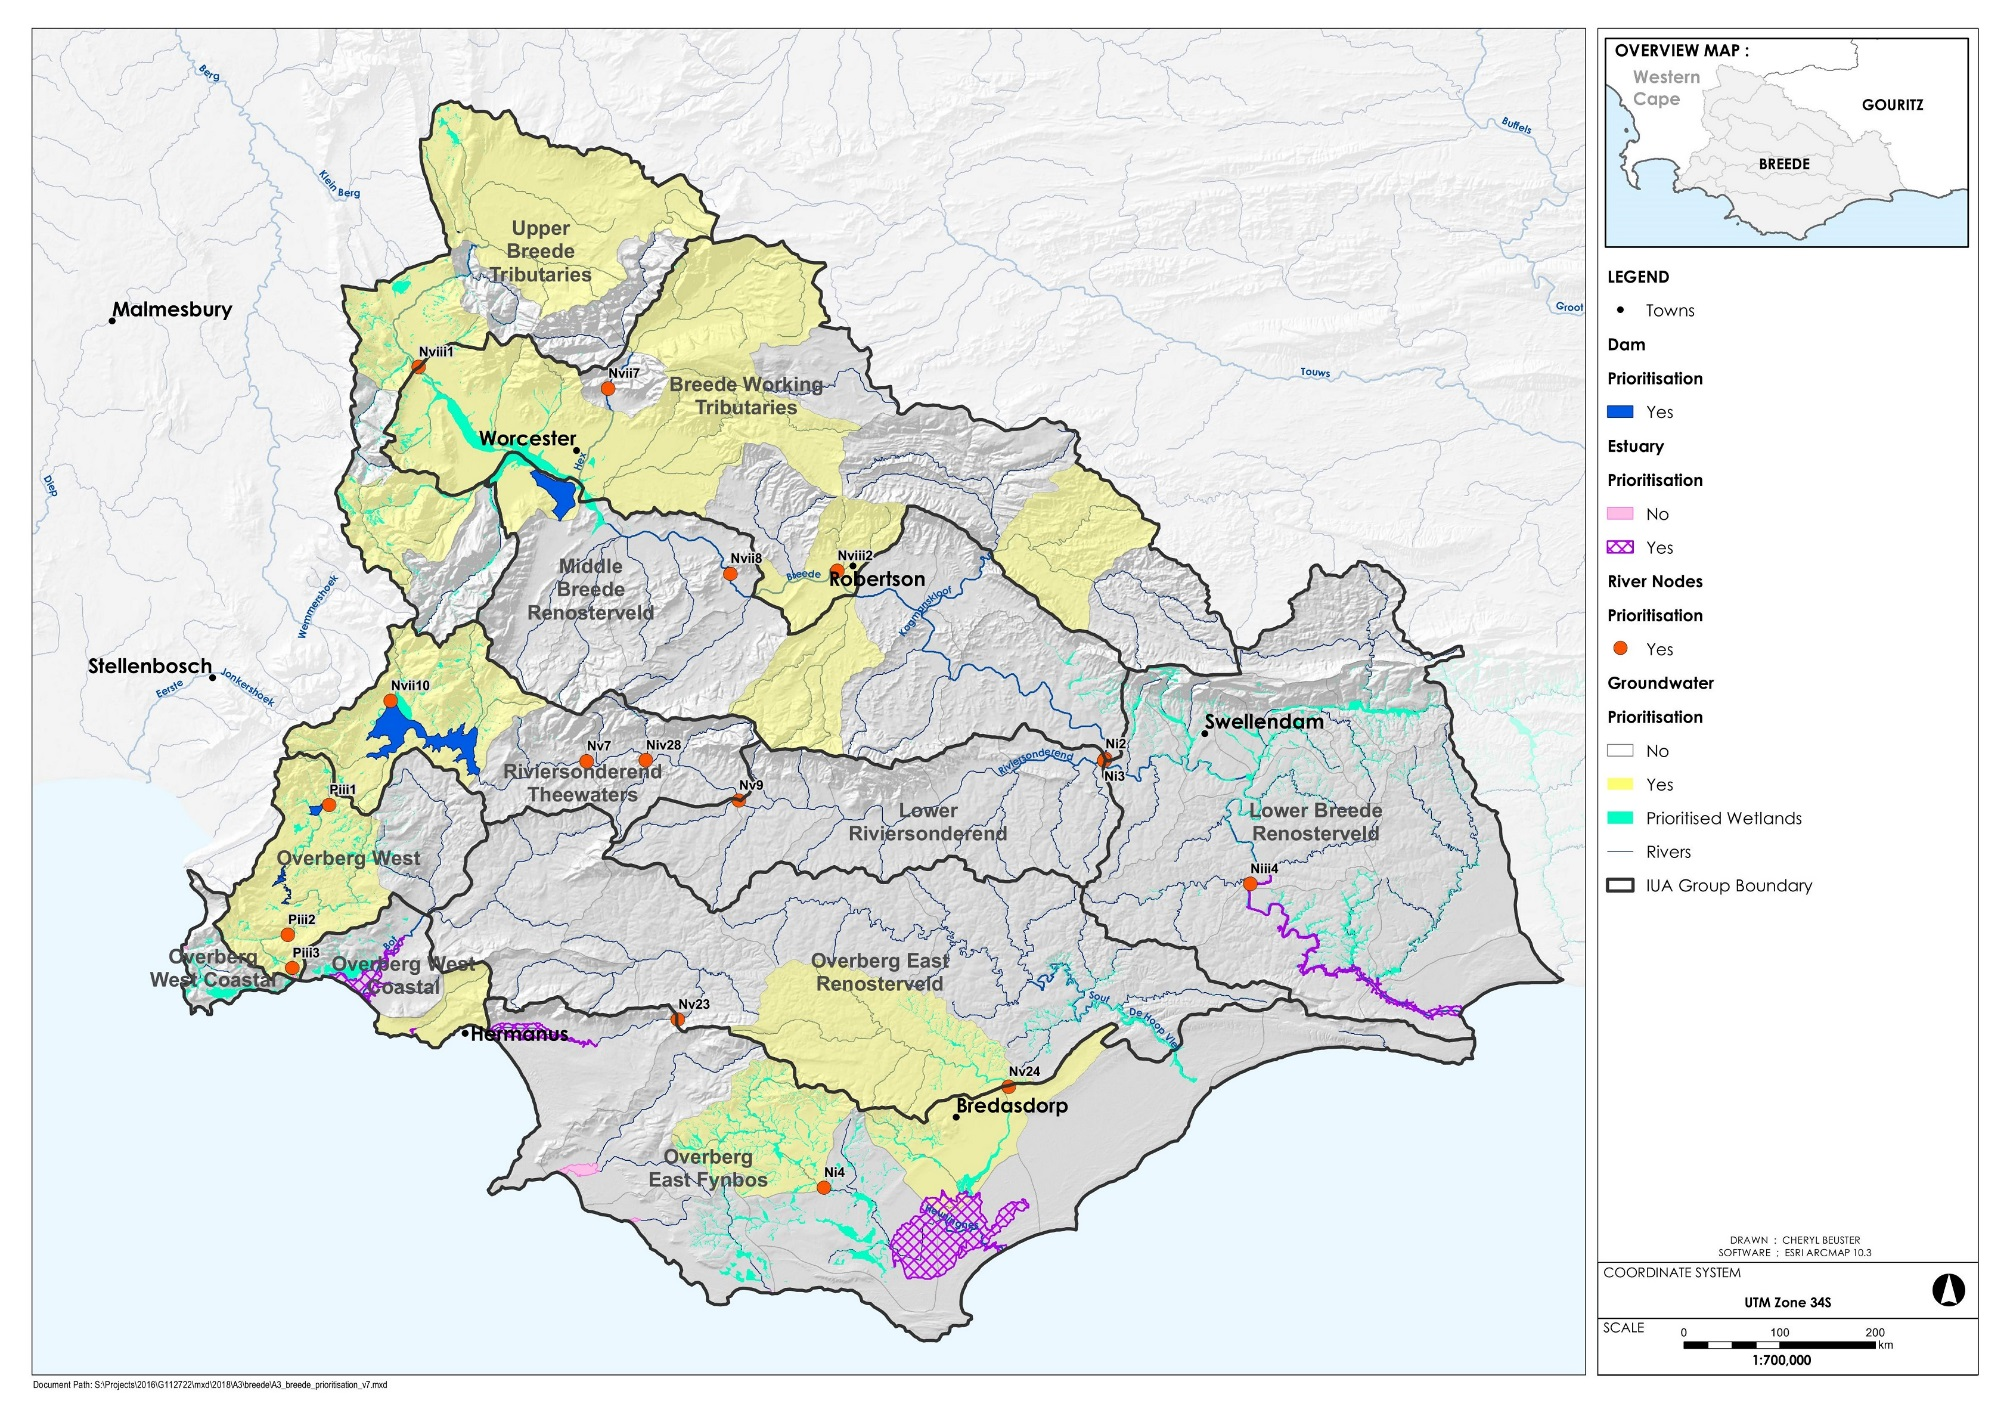 Berg
Klein Berg
Buffels
Groot
Touws
Diep
Wemmershoek
Eerste
Jonkershoek
Malmesbury
Stellenbosch
Upper
Breede
Tributaries
Nviii1
Nvii7
Breede Working
Tributaries
Worcester
Hex
Middle
Breede
Renosterveld
Nvii8
Nviii2
Breede
Robertson
Kogmanskloof
Nvii10
Nv7
Niv28
Riviersonderend
Theewaters
Nv9
Riviersonderend
Ni2
Ni3
Swellendam
Lower
Riviersonderend
Lower Breede
Renosterveld
Niii4
Piii1
Overberg West
Piii2
Piii3
Bot
Overberg
West Coastal
Overberg West
Coastal
Hermanus
Nv23
Overberg East
Renosterveld
Sout
De Hoop Vlei
Nv24
Bredasdorp
Overberg
East Fynbos
Ni4
Heuningnes
Document Path: S:\Projects\2016\G112722\mxd\2018\A3\breede\A3_breede_prioritisation_v7.mxd
OVERVIEW MAP :
Western
Cape
GOURITZ
BREEDE
LEGEND
Towns
Dam
Prioritisation
Yes
Estuary
Prioritisation
No
Yes
River Nodes
Prioritisation
Yes
Groundwater
Prioritisation
No
Yes
Prioritised Wetlands
Rivers
IUA Group Boundary
DRAWN : CHERYL BEUSTER
SOFTWARE : ESRI ARCMAP 10.3
COORDINATE SYSTEM
UTM Zone 34S
SCALE
0 100 200
km
1:700,000